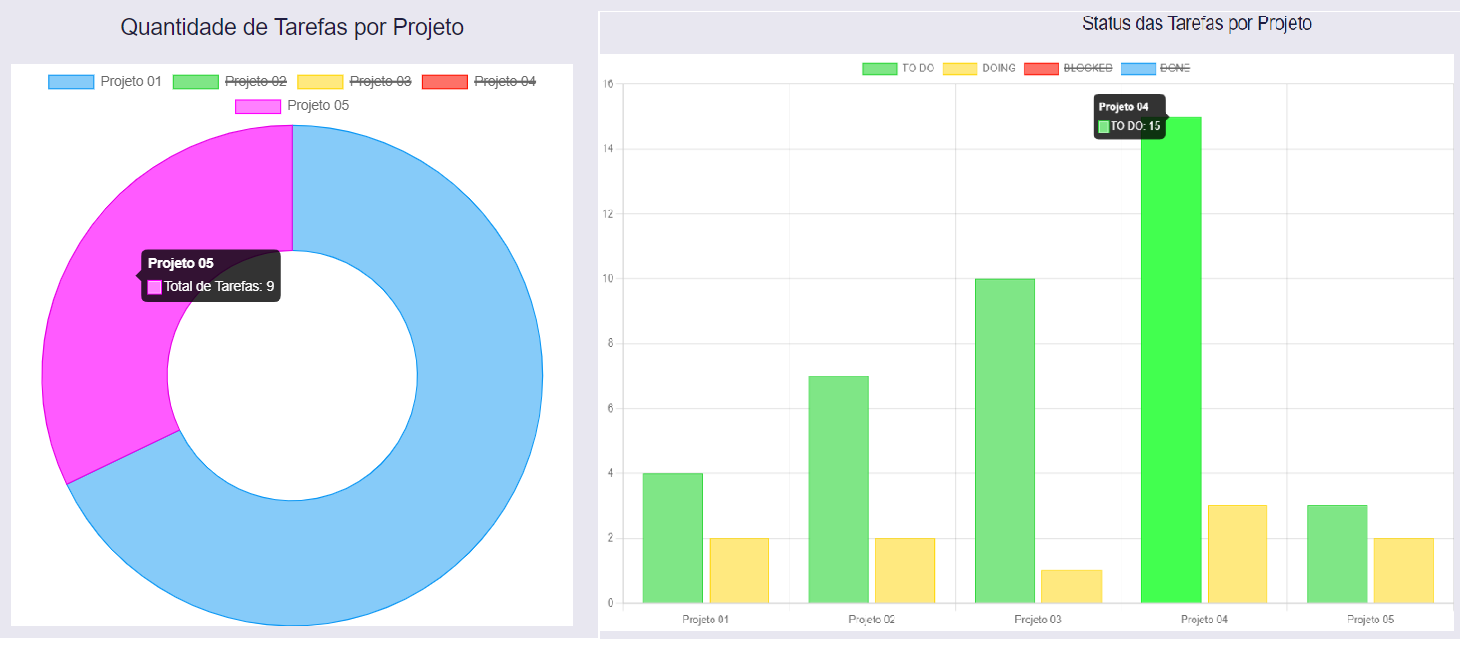 Quantidade de Tarefas por Projeto
Projeto 01 Projeto 02 Projeto 03 Projeto 04
Projeto 05
Projeto 05
Total de Tarefas: 9
Status das Tarefas por Projeto
TO DO DOING BLOCKED DONE
16
14
12
10
8
6
4
2
0
Projeto 04
TO DO: 15
Projeto 01 Projeto 02 Projeto 03 Projeto 04 Projeto 05